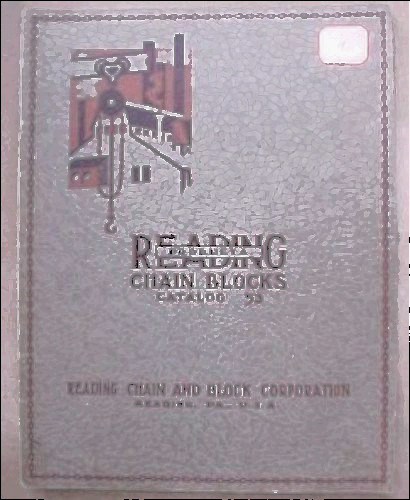 READING
CHAIN BLOCKS
CATALOG
READING CHAIN AND BLOCK CORPORATION
READING, PA., U.S.A.